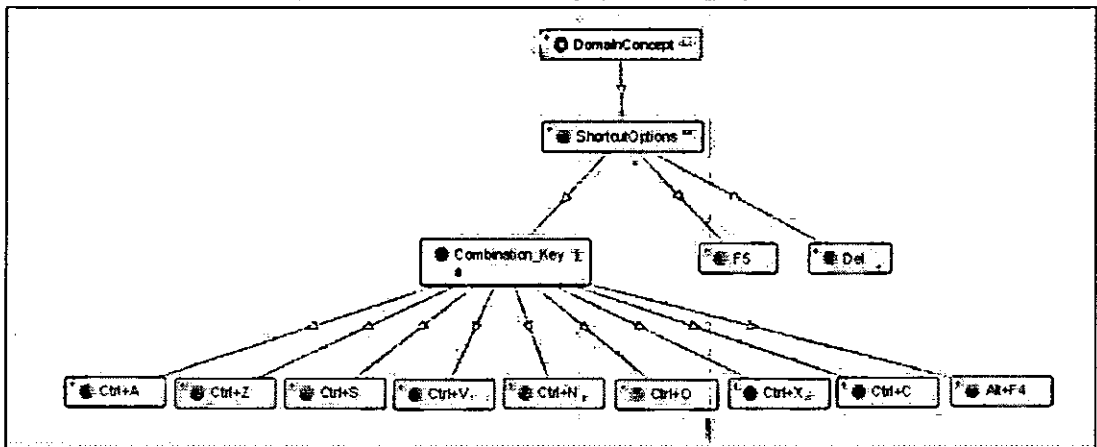 DomainConcept
ShortcutOptions
Combination_Key
s
F5
Del
Ctrl+A
Ctrl+Z
Ctrl+S
Ctrl+V
Ctrl+N
Ctrl+O
Ctrl+X
Ctrl+C
Alt+F4